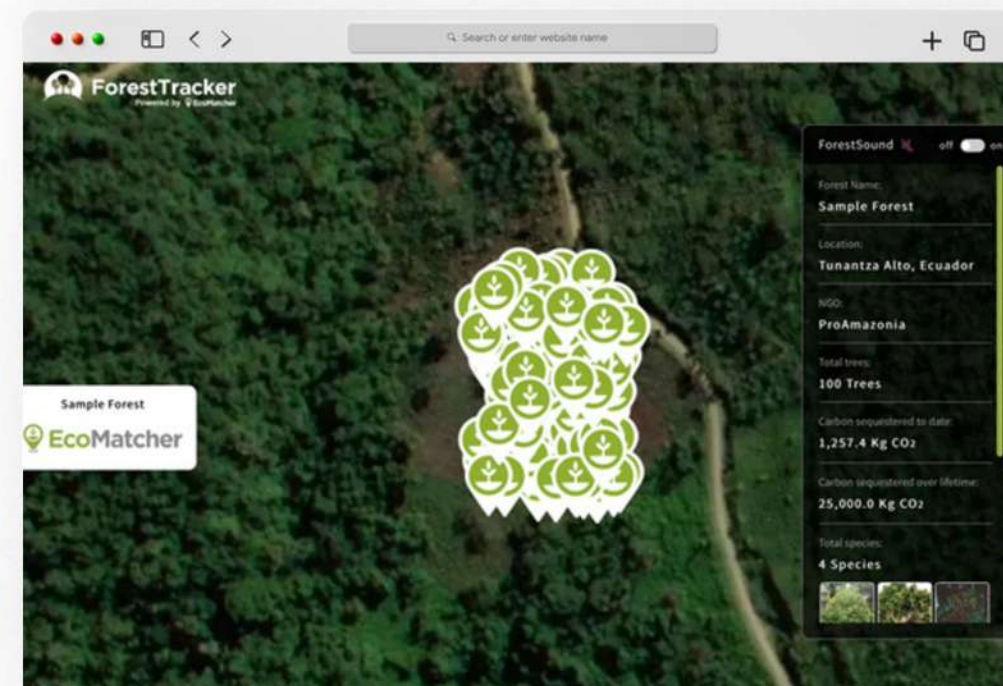 Search or enter website name
ForestTracker
Powered by EcoMatcher
ForestSound off on
Forest Name:
Sample Forest
Location:
Tunantza Alto, Ecuador
NGO:
ProAmazonia
Total trees:
100 Trees
Carbon sequestered to date:
1,257.4 Kg CO2
Carbon sequestered over lifetime:
25,000.0 Kg CO2
Total species:
4 Species
Sample Forest
EcoMatcher